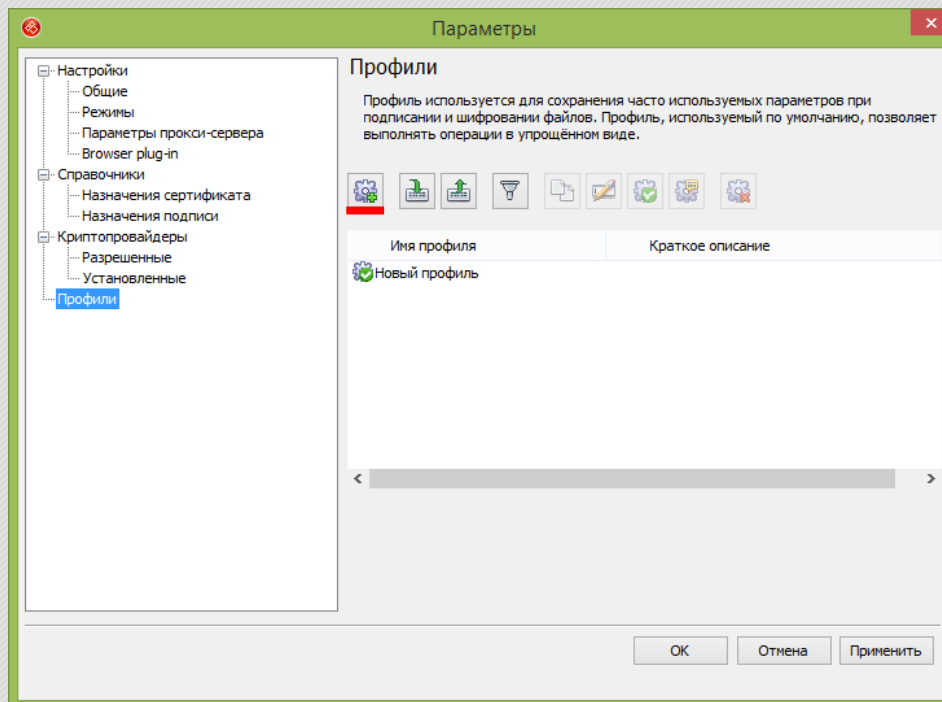 Параметры
Настройки
Общие
Режимы
Параметры прокси-сервера
Browser plug-in
Справочники
Назначения сертификата
Назначения подписи
Криптопровайдеры
Разрешенные
Установленные
Профили
Профили
Профиль используется для сохранения часто используемых параметров при
подписании и шифровании файлов. Профиль, используемый по умолчанию, позволяет
выполнять операции в упрощённом виде.
Имя профиля Краткое описание
Новый профиль
OK Отмена Применить